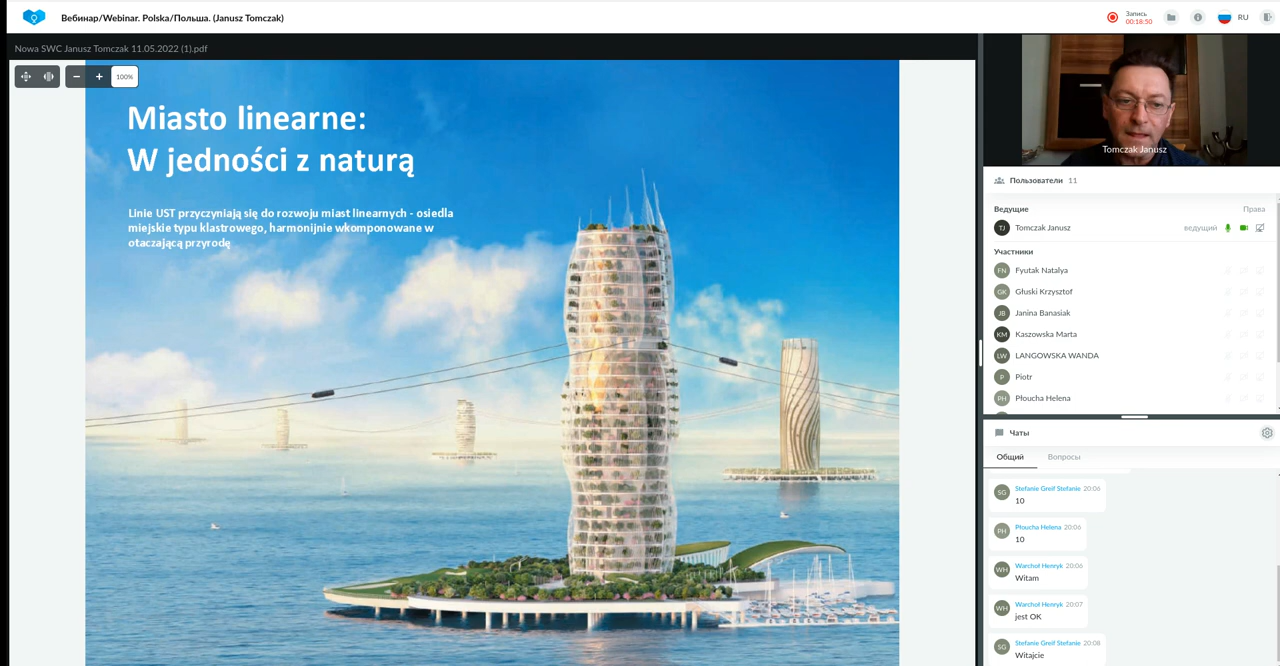 Вебинар/Webinar. Polska/Польша. (Janusz Tomczak)
Запись
00:18:50
RU
Nowa SWC Janusz Tomczak 11.05.2022 (1).pdf
100%
Miasto linearne:
W jedności z naturą
Linie UST przyczyniają się do rozwoju miast linearnych - osiedla
miejskie typu klastrowego, harmonijnie wkomponowane w
otaczającą przyrodę
Tomczak Janusz
Пользователи 11
Ведущие Права
TJ Tomczak Janusz ведущий
Участники
FN Fyutak Natalya
GK Głuski Krzysztof
JB Janina Banasiak
KM Kaszowska Marta
LW LANGOWSKA WANDA
P Piotr
PH Płoucha Helena
Чаты
Общий Вопросы
SG Stefanie Greif Stefanie 20:06
10
PH Płoucha Helena 20:06
10
WH Warchoł Henryk 20:06
Witam
WH Warchoł Henryk 20:07
jest OK
SG Stefanie Greif Stefanie 20:08
Witajcie